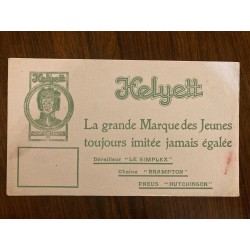 Helyett
La grande Marque des Jeunes
toujours imitée jamais égalée
Dérailleur "LE SIMPLEX"
Chaîne "BRAMPTON"
PNEUS "HUTCHINSON"